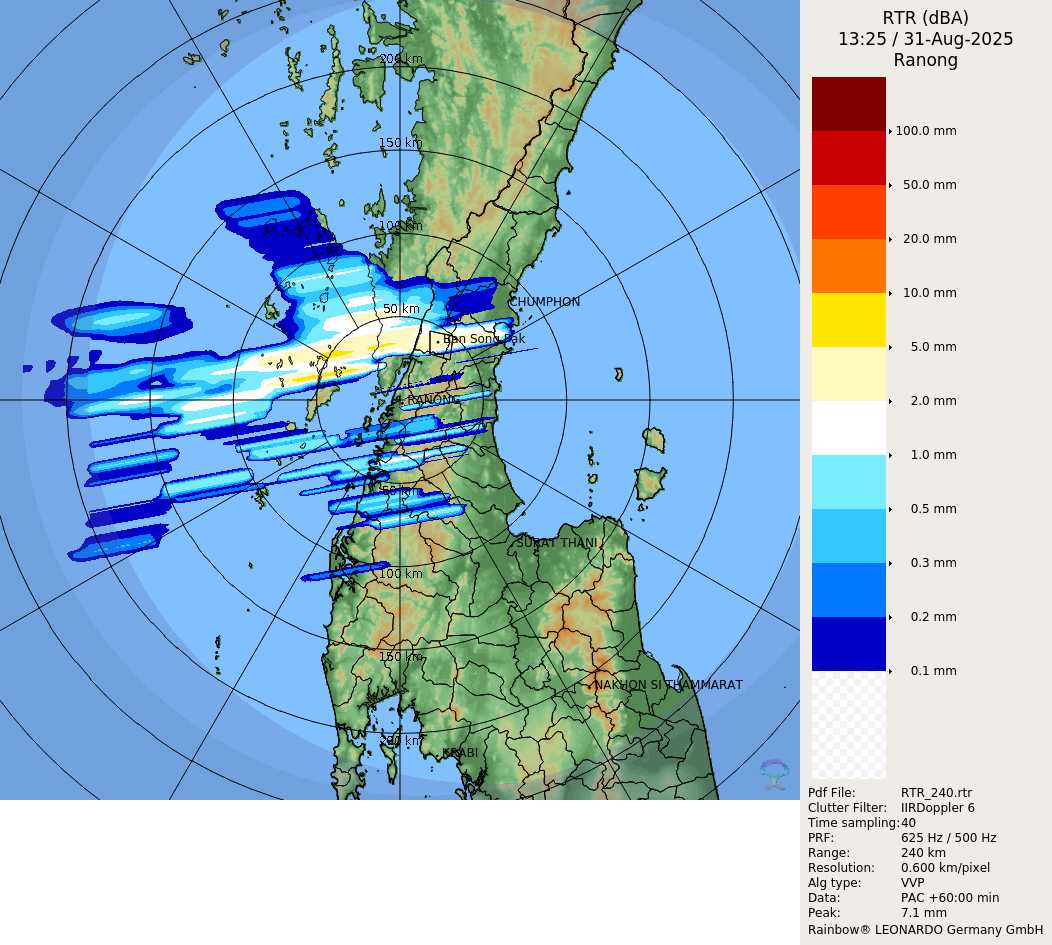 RTR (dBA)
13:25 / 31-Aug-2025
Ranong
200 km
150 km
100 km
50 km
CHUMPHON
Ban Song Pak
RANONG
50 km
SURAT THANI
100 km
150 km
NAKHON SI THAMMARAT
200 km
KRABI
100.0 mm
50.0 mm
20.0 mm
10.0 mm
5.0 mm
2.0 mm
1.0 mm
0.5 mm
0.3 mm
0.2 mm
0.1 mm
Pdf File: RTR_240.rtr
Clutter Filter: IIRDoppler 6
Time sampling: 40
PRF: 625 Hz / 500 Hz
Range: 240 km
Resolution: 0.600 km/pixel
Alg type: VVP
Data: PAC +60:00 min
Peak: 7.1 mm
Rainbow® LEONARDO Germany GmbH